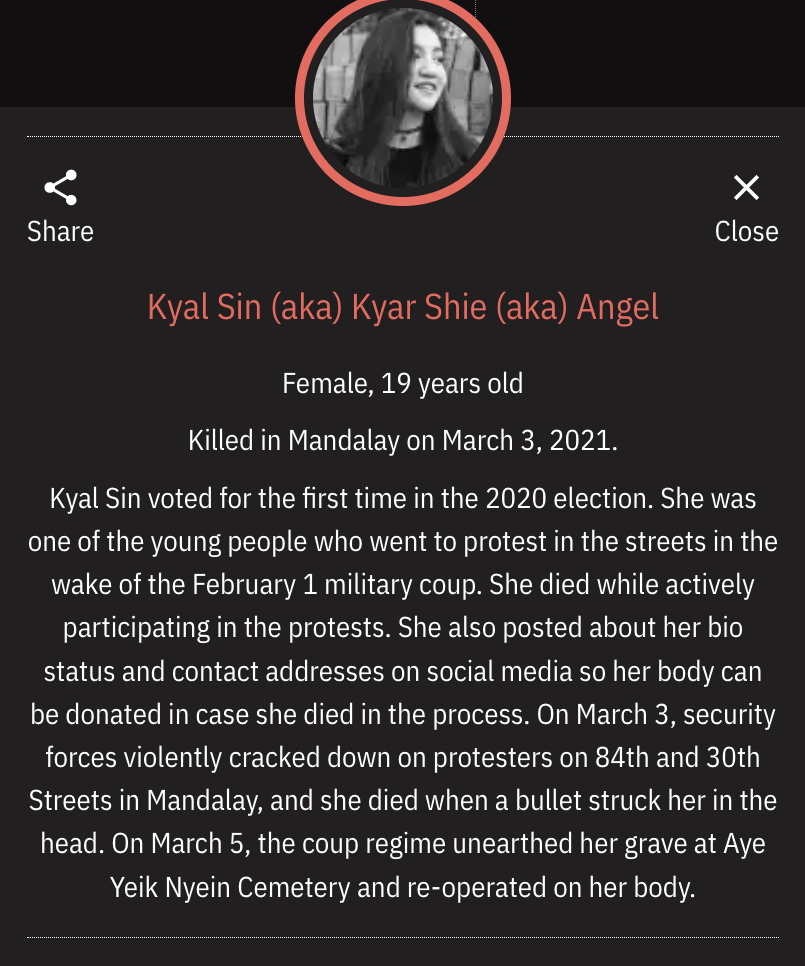 Share
Close
Kyal Sin (aka) Kyar Shie (aka) Angel
Female, 19 years old
Killed in Mandalay on March 3, 2021.
Kyal Sin voted for the first time in the 2020 election. She was
one of the young people who went to protest in the streets in the
wake of the February 1 military coup. She died while actively
participating in the protests. She also posted about her bio
status and contact addresses on social media so her body can
be donated in case she died in the process. On March 3, security
forces violently cracked down on protesters on 84th and 30th
Streets in Mandalay, and she died when a bullet struck her in the
head. On March 5, the coup regime unearthed her grave at Aye
Yeik Nyein Cemetery and re-operated on her body.